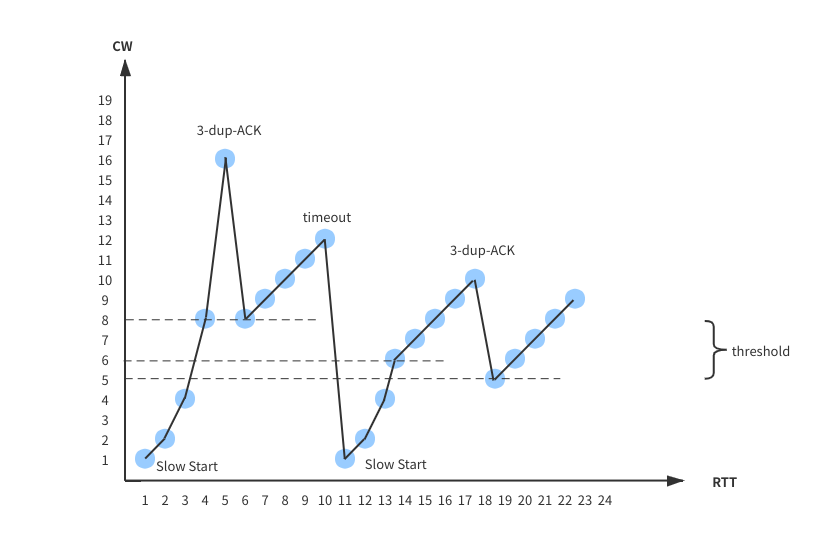 CW
19
18
3-dup-ACK
17
16
15
14
timeout
13
12
3-dup-ACK
11
10
9
8
7
threshold
6
5
4
3
2
1
Slow Start
Slow Start
RTT
1 2 3 4 5 6 7 8 9 10 11 12 13 14 15 16 17 18 19 20 21 22 23 24